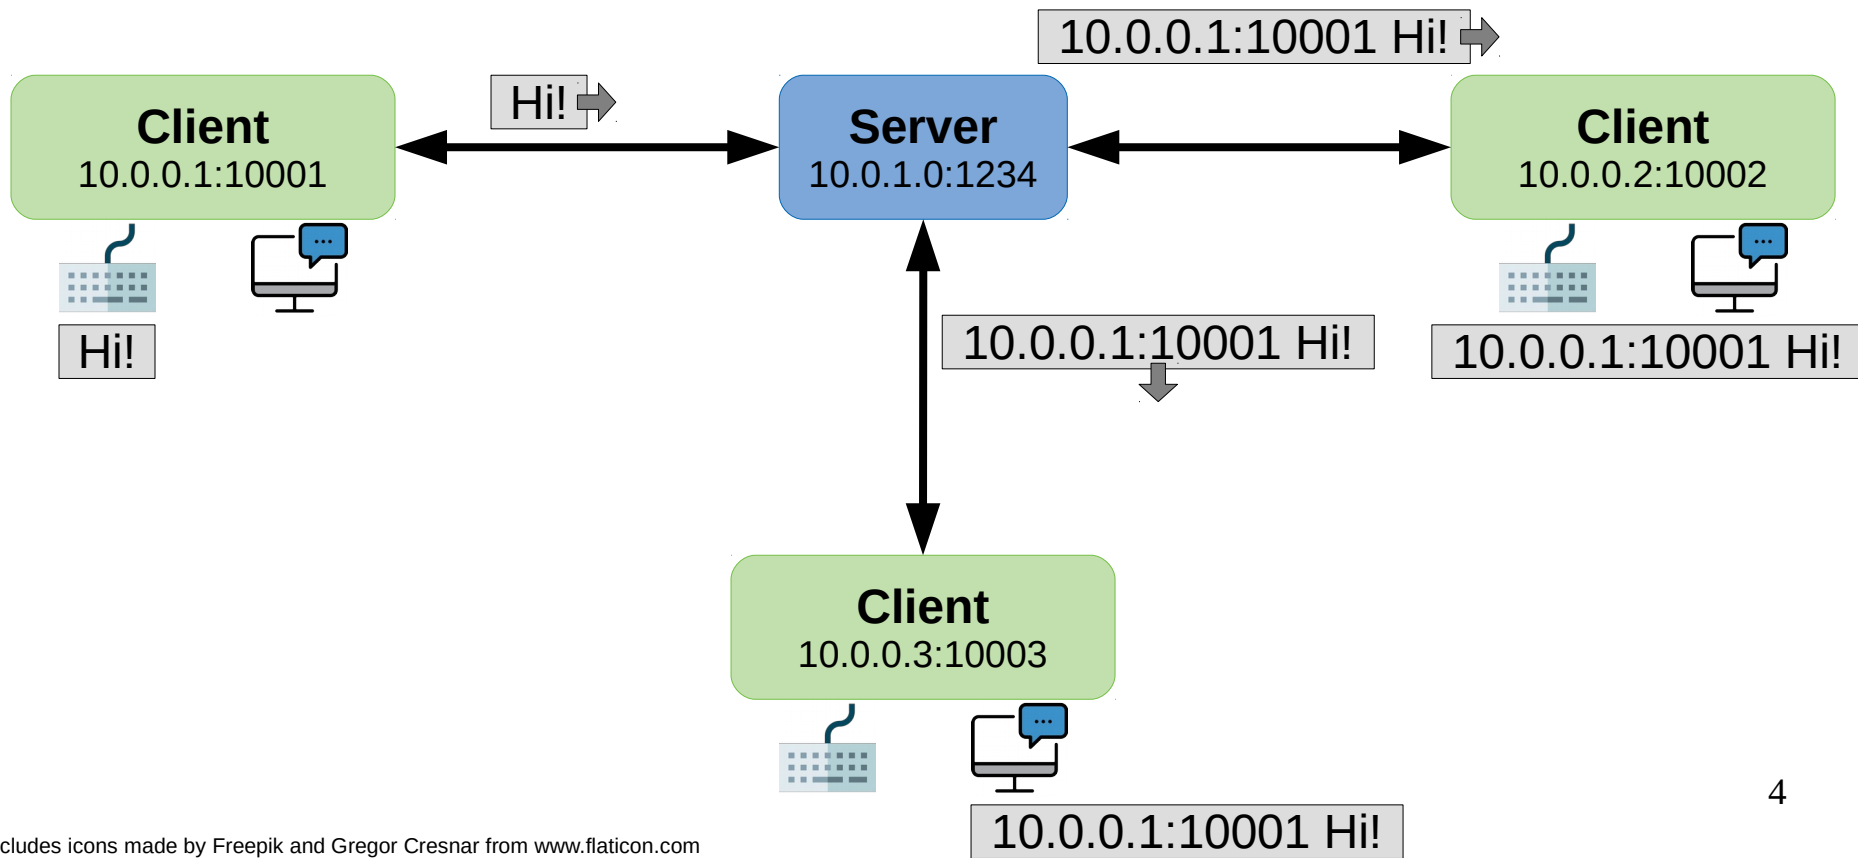 10.0.0.1:10001 Hi!
Hi!
Client
10.0.0.1:10001
Server
10.0.1.0:1234
Client
10.0.0.2:10002
...
...
Hi!
10.0.0.1:10001 Hi!
10.0.0.1:10001 Hi!
Client
10.0.0.3:10003
...
4
10.0.0.1:10001 Hi!
cludes icons made by Freepik and Gregor Cresnar from www.flaticon.com